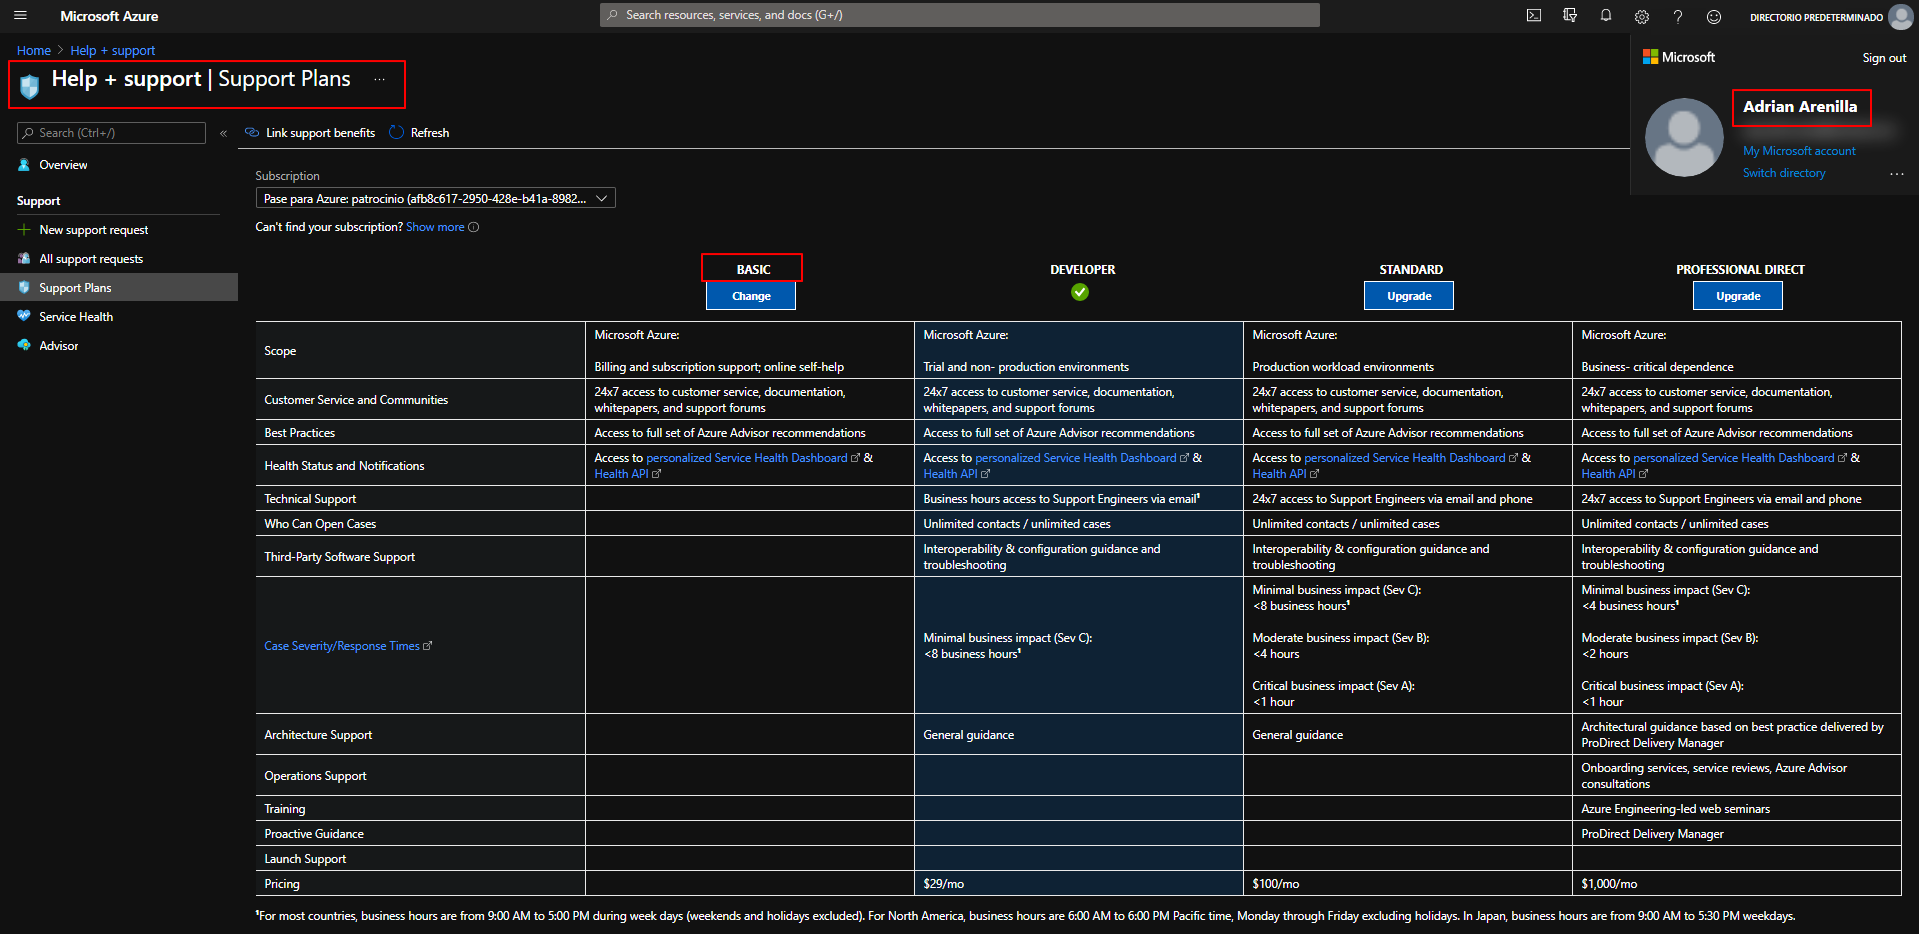 Microsoft Azure
Search resources, services, and docs (G+/)
DIRECTORIO PREDETERMINADO
Home > Help + support
Help + support | Support Plans ...
Microsoft
Sign out
Adrian Arenilla
My Microsoft account
Switch directory
...
Search (Ctrl+/)
«
Link support benefits
Refresh
Overview
Support
New support request
All support requests
Support Plans
Service Health
Advisor
Subscription
Pase para Azure: patrocinio (afb8c617-2950-428e-b41a-8982...
Can't find your subscription? Show more
BASIC
Change
DEVELOPER
STANDARD
Upgrade
PROFESSIONAL DIRECT
Upgrade
Scope
Microsoft Azure:
Billing and subscription support; online self-help
Microsoft Azure:
Trial and non- production environments
Microsoft Azure:
Production workload environments
Microsoft Azure:
Business- critical dependence
Customer Service and Communities
24x7 access to customer service, documentation,
whitepapers, and support forums
24x7 access to customer service, documentation,
whitepapers, and support forums
24x7 access to customer service, documentation,
whitepapers, and support forums
24x7 access to customer service, documentation,
whitepapers, and support forums
Best Practices
Access to full set of Azure Advisor recommendations
Access to full set of Azure Advisor recommendations
Access to full set of Azure Advisor recommendations
Access to full set of Azure Advisor recommendations
Health Status and Notifications
Access to personalized Service Health Dashboard &
Health API
Access to personalized Service Health Dashboard &
Health API
Access to personalized Service Health Dashboard &
Health API
Access to personalized Service Health Dashboard &
Health API
Technical Support
Business hours access to Support Engineers via email¹
24x7 access to Support Engineers via email and phone
24x7 access to Support Engineers via email and phone
Who Can Open Cases
Unlimited contacts / unlimited cases
Unlimited contacts / unlimited cases
Unlimited contacts / unlimited cases
Third-Party Software Support
Interoperability & configuration guidance and
troubleshooting
Interoperability & configuration guidance and
troubleshooting
Interoperability & configuration guidance and
troubleshooting
Case Severity/Response Times
Minimal business impact (Sev C):
<8 business hours¹
Minimal business impact (Sev C):
<8 business hours¹
Moderate business impact (Sev B):
<4 hours
Critical business impact (Sev A):
<1 hour
Minimal business impact (Sev C):
<4 business hours¹
Moderate business impact (Sev B):
<2 hours
Critical business impact (Sev A):
<1 hour
Architecture Support
General guidance
General guidance
Architectural guidance based on best practice delivered by
ProDirect Delivery Manager
Operations Support
Onboarding services, service reviews, Azure Advisor
consultations
Training
Azure Engineering-led web seminars
Proactive Guidance
ProDirect Delivery Manager
Launch Support
Pricing
$29/mo
$100/mo
$1,000/mo
¹For most countries, business hours are from 9:00 AM to 5:00 PM during week days (weekends and holidays excluded). For North America, business hours are 6:00 AM to 6:00 PM Pacific time, Monday through Friday excluding holidays. In Japan, business hours are from 9:00 AM to 5:30 PM weekdays.